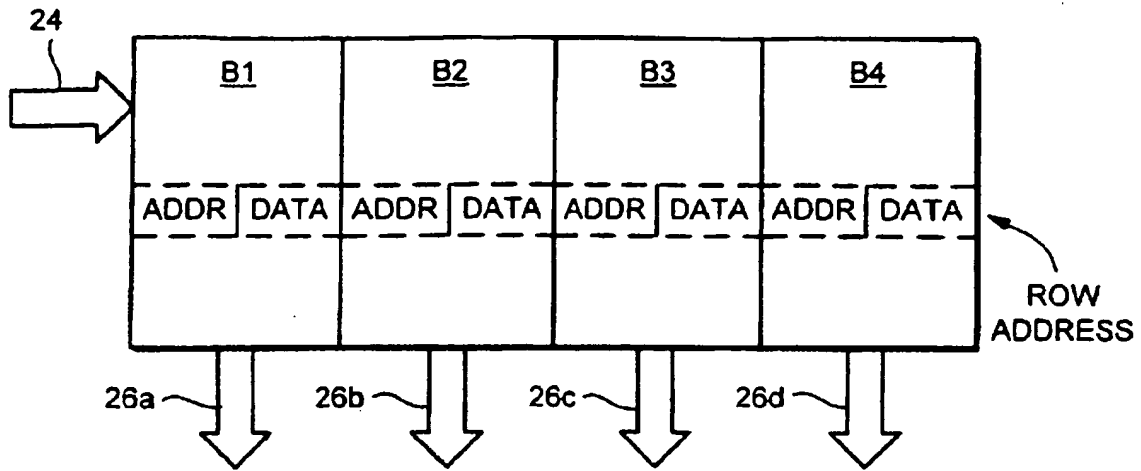 24
B1 B2 B3 B4
ADDR DATA ADDR DATA ADDR DATA ADDR DATA
ROW
ADDRESS
26a 26b 26c 26d